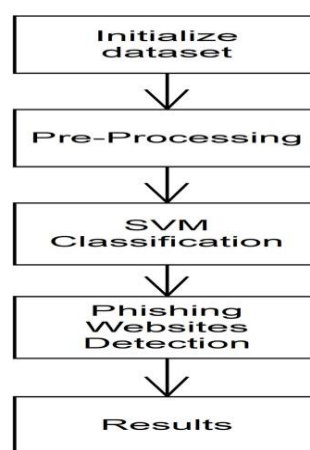 Initialize
dataset
Pre-Processing
SVM
Classification
Phishing
Websites
Detection
Results